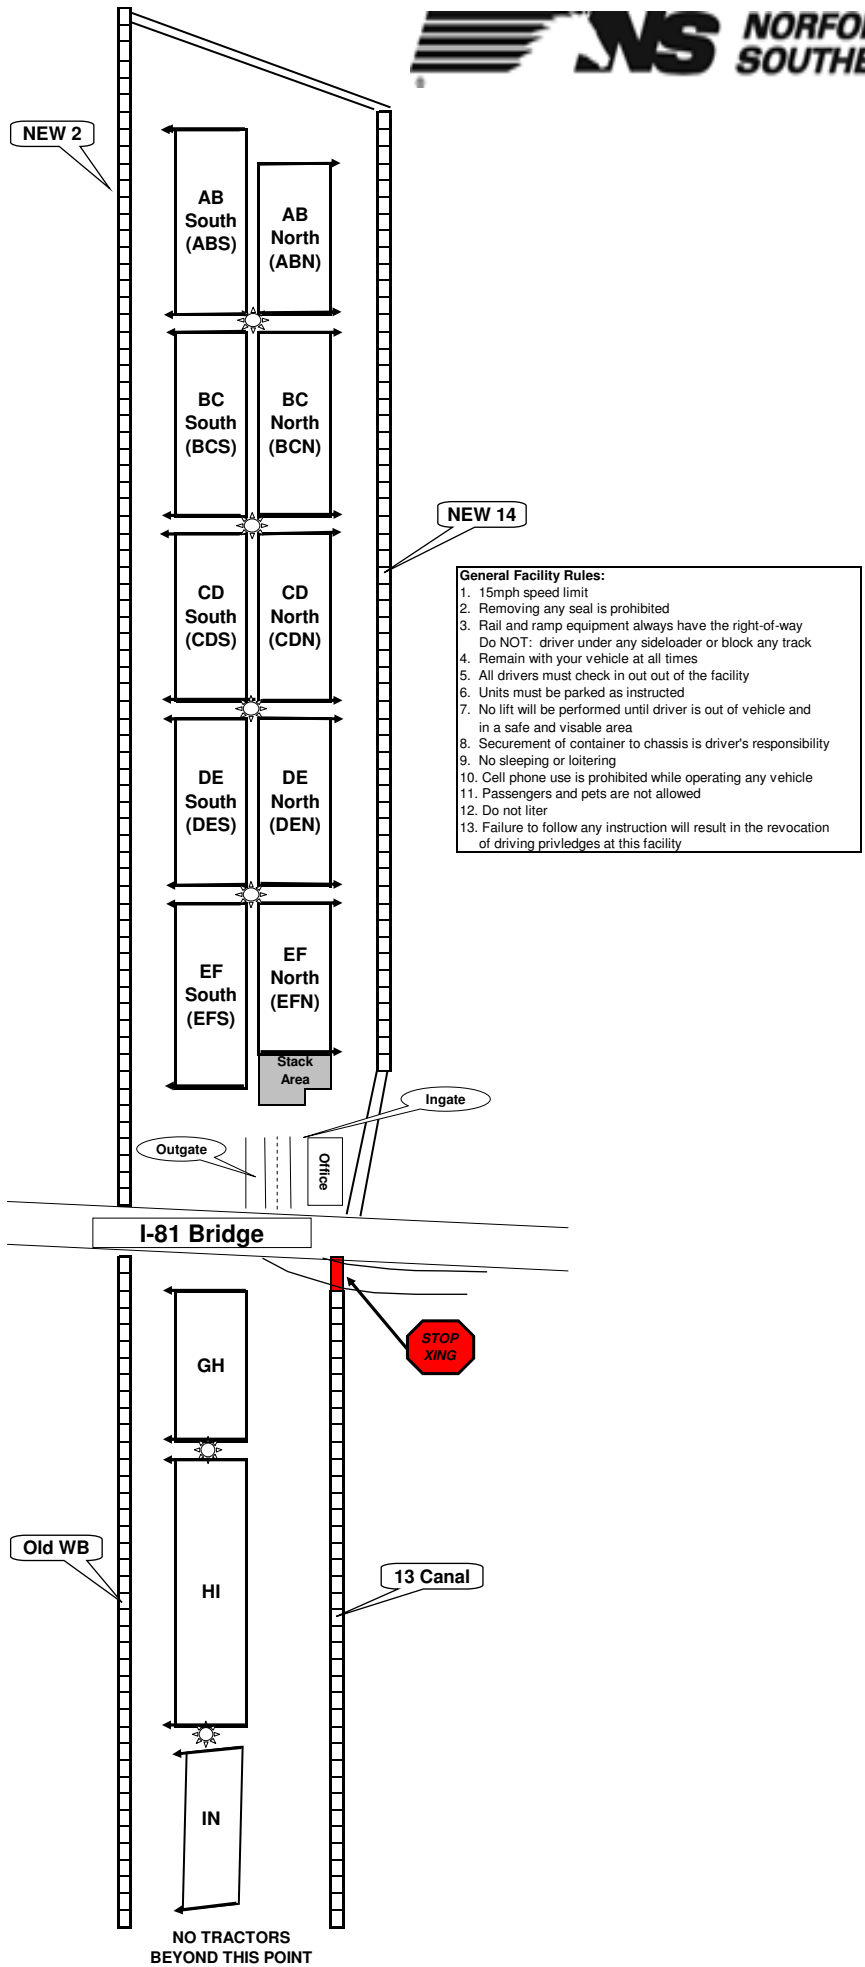 NS
NEW 2
AB
South
(ABS)
AB
North
(ABN)
BC
South
(BCS)
BC
North
(BCN)
NEW 14
CD
South
(CDS)
CD
North
(CDN)
General Facility Rules:
1. 15mph speed limit
2. Removing any seal is prohibited
3. Rail and ramp equipment always have the right-of-way
Do NOT: driver under any sideloader or block any track
4. Remain with your vehicle at all times
5. All drivers must check in out out of the facility
6. Units must be parked as instructed
7. No lift will be performed until driver is out of vehicle and
in a safe and visable area
8. Securement of container to chassis is driver's responsibility
9. No sleeping or loitering
10. Cell phone use is prohibited while operating any vehicle
11. Passengers and pets are not allowed
12. Do not liter
13. Failure to follow any instruction will result in the revocation
of driving privledges at this facility
DE
South
(DES)
DE
North
(DEN)
EF
South
(EFS)
EF
North
(EFN)
Stack
Area
Ingate
Outgate
Office
I-81 Bridge
STOP
XING
GH
Old WB
HI
13 Canal
IN
NO TRACTORS
BEYOND THIS POINT